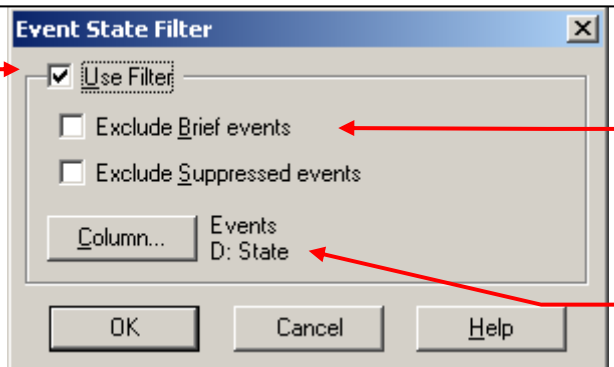 Event State Filter
Use Filter
Exclude Brief events
Exclude Suppressed events
Column...
Events
D: State
OK
Cancel
Help